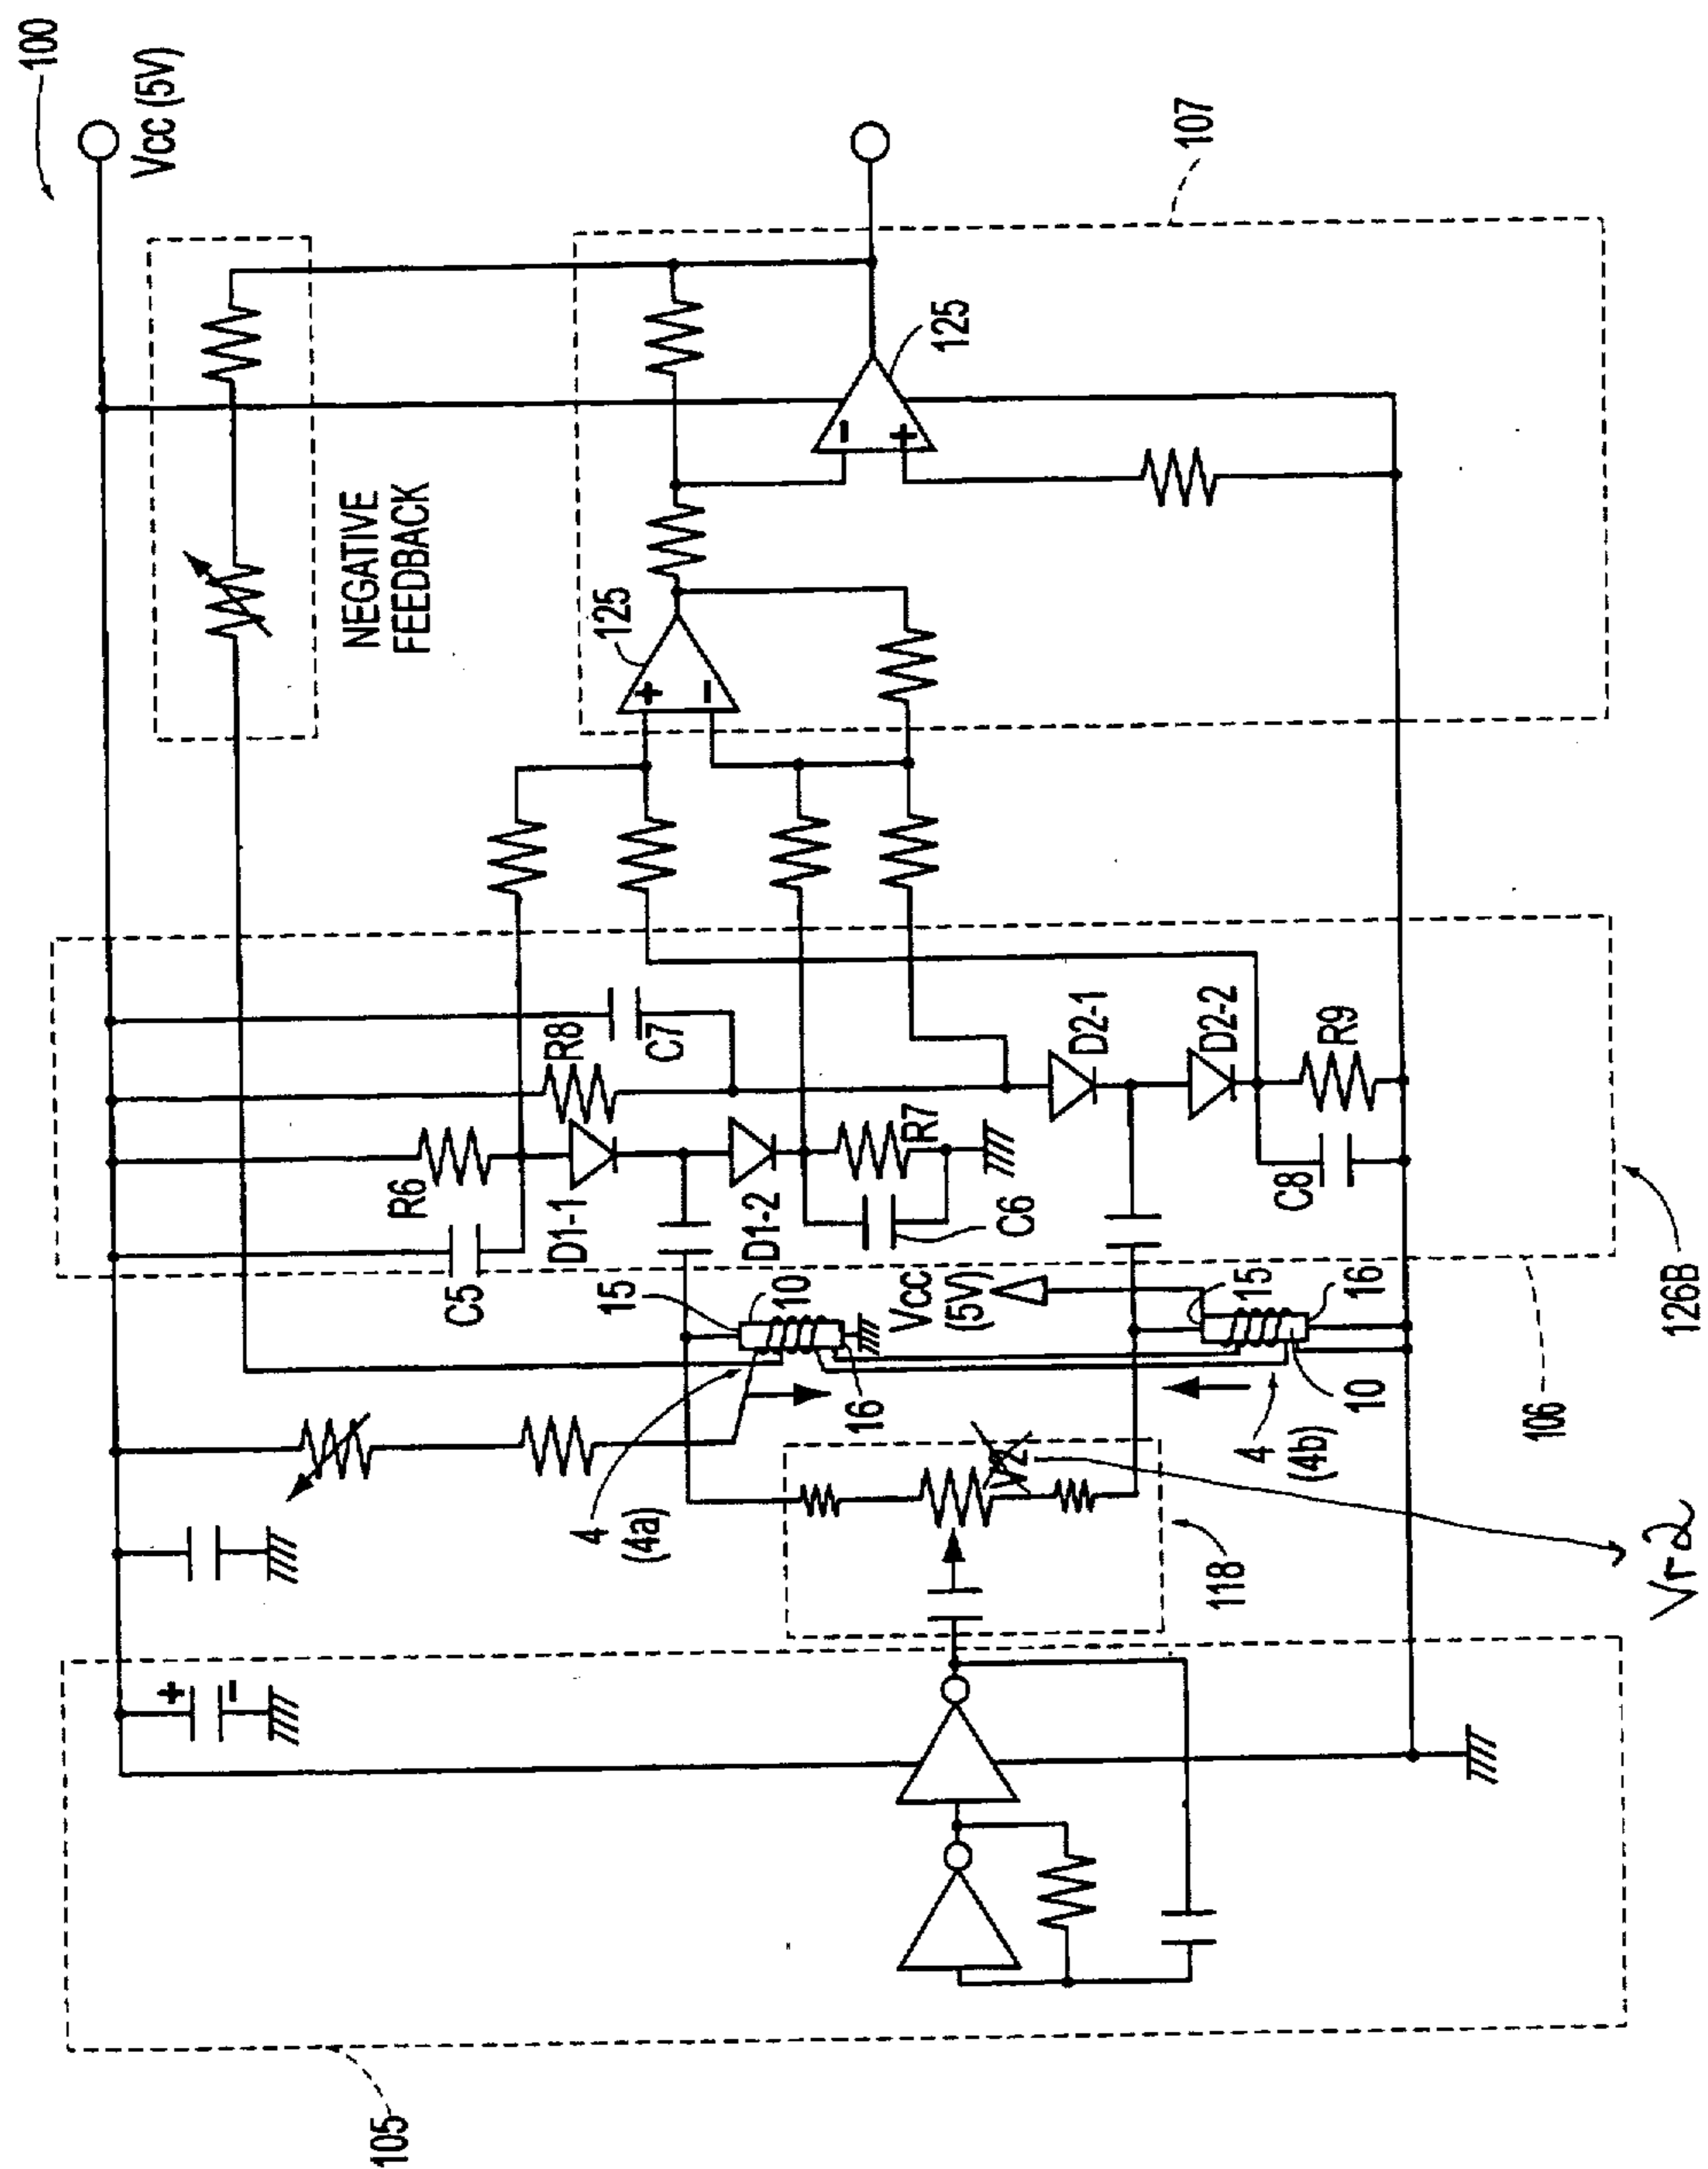 100
Vcc (5V)
107
125
NEGATIVE
FEEDBACK
125
R8
C7
D2-1
D2-2
R9
R6
R7
C5
D1-1
D1-2
C6
C8
126B
15
10
Vcc
(5V)
15
16
16
10
106
4
(4a)
4
(4b)
118
Vr2
105